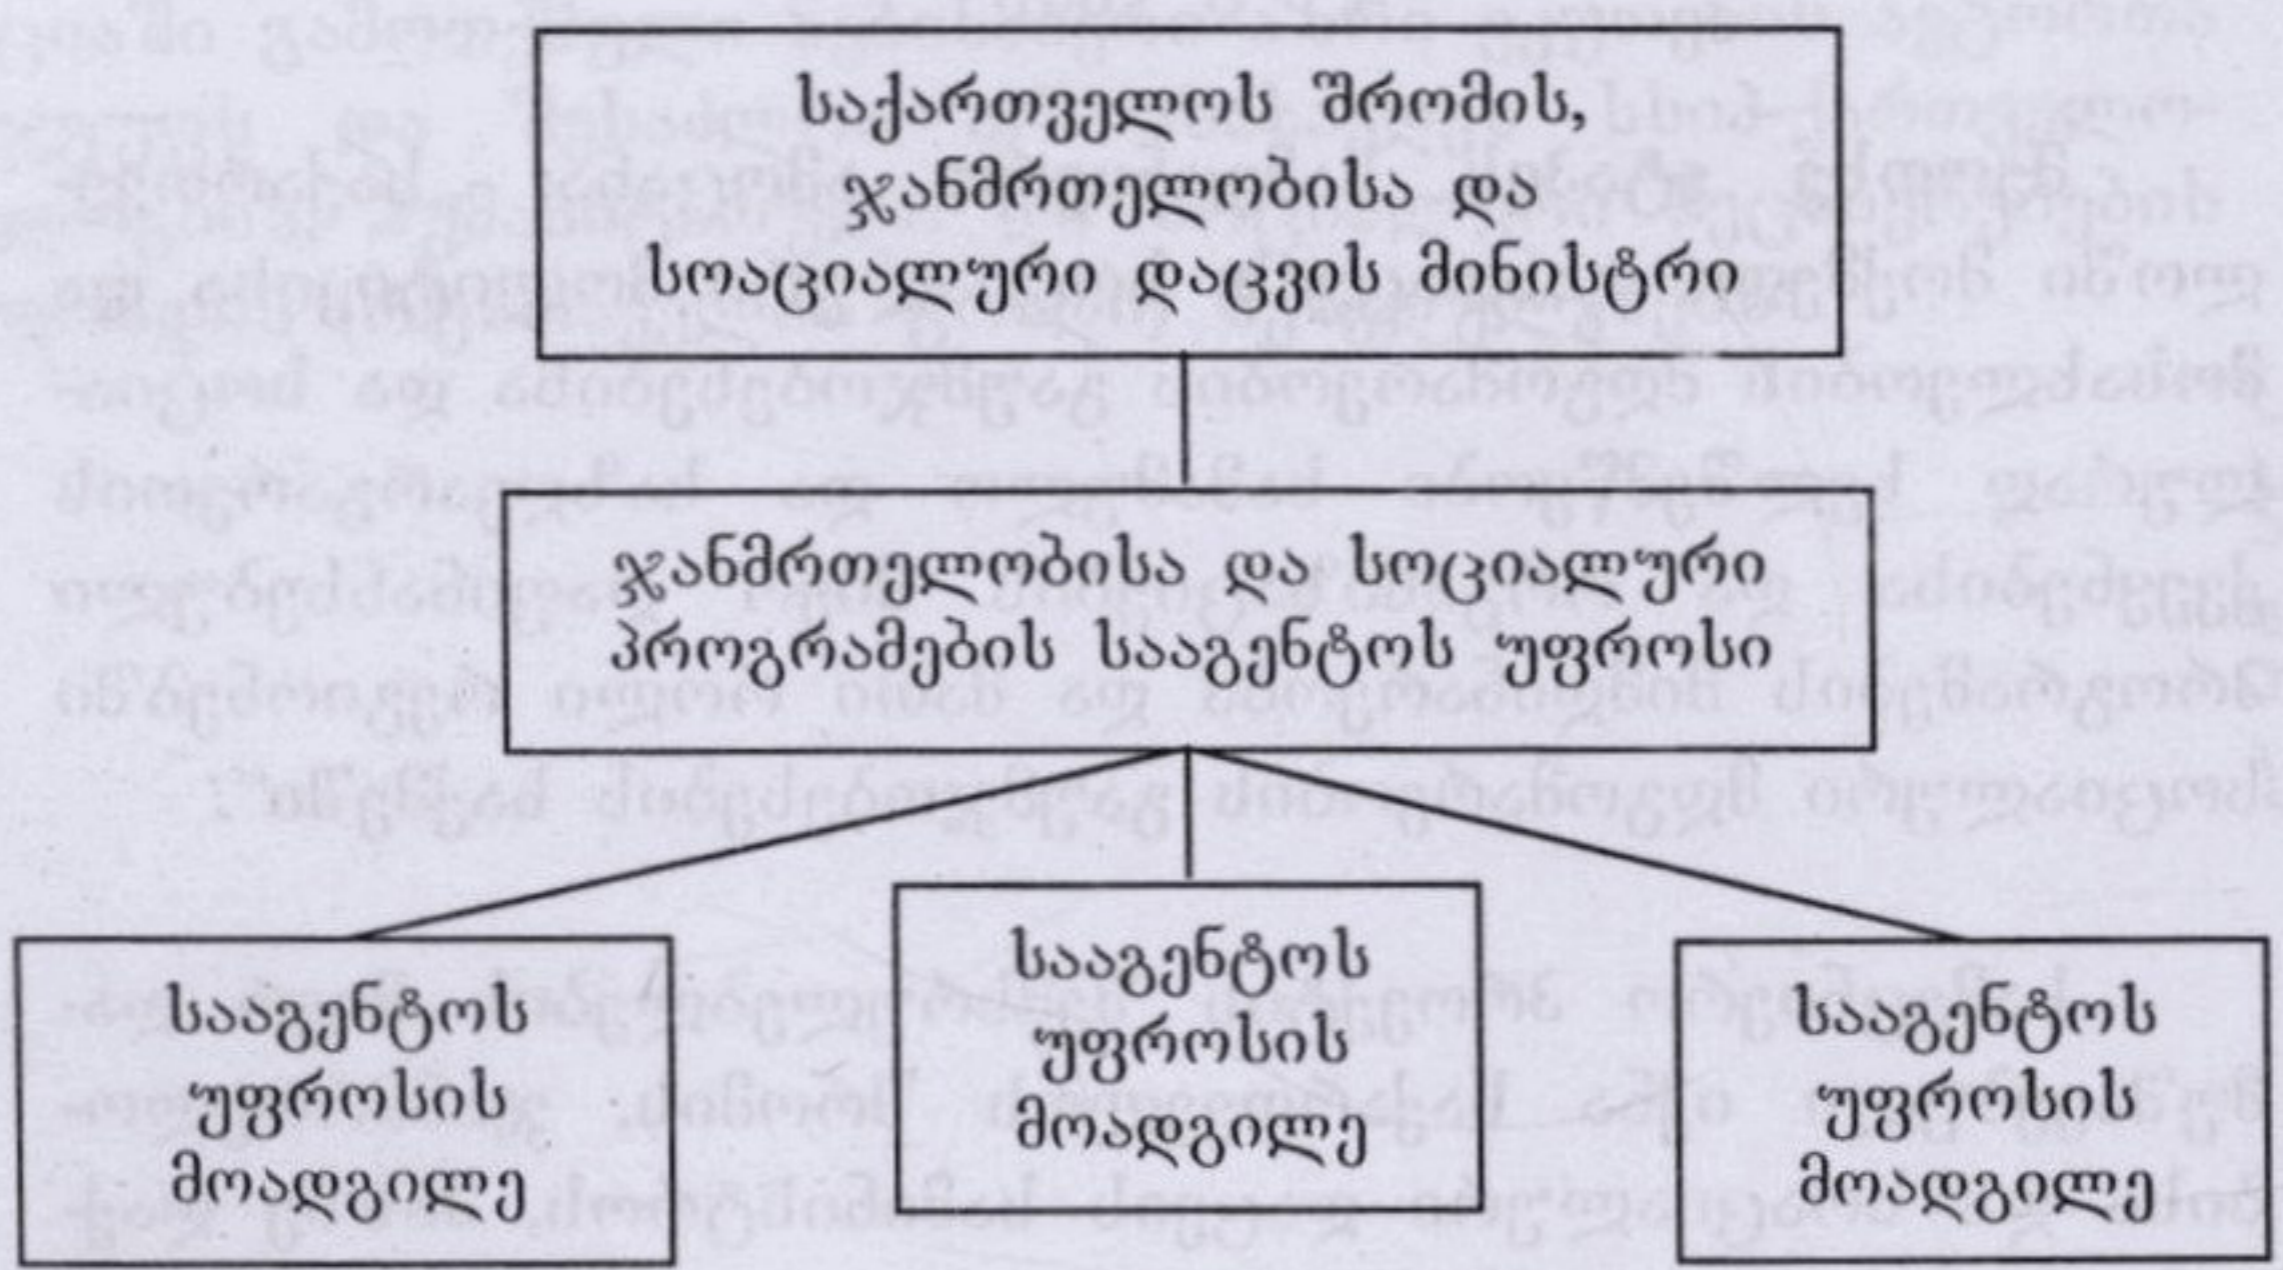 საქართველოს შრომის,
ჯანმრთელობისა და
სოაციალური დაცვის მინისტრი
ჯანმრთელობისა და სოციალური
პროგრამების სააგენტოს უფროსი
სააგენტოს
უფროსის
მოადგილე
სააგენტოს
უფროსის
მოადგილე
სააგენტოს
უფროსის
მოადგილე